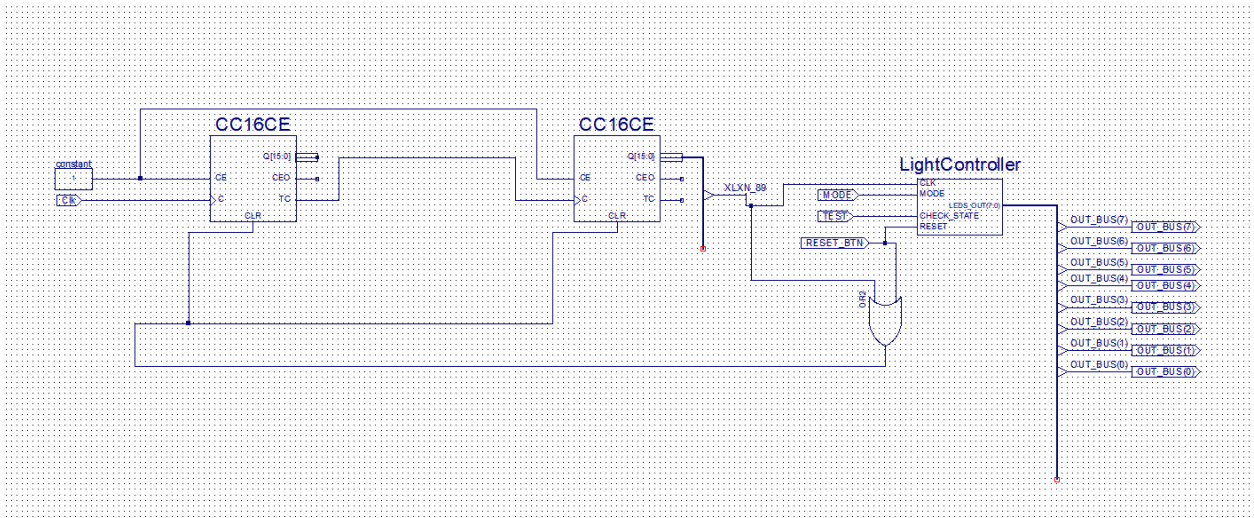 CC16CE
CC16CE
constant
1
Q[15:0]
CE
CEO
Clk
C
TC
CLR
Q[15:0]
CE
CEO
C
TC
CLR
XLXN_89
LightController
CLK
MODE
MODE
LEDS_OUT(7:0)
TEST
CHECK_STATE
RESET
RESET_BTN
OR2
OUT_BUS(7)
OUT_BUS(7)
OUT_BUS(6)
OUT_BUS(6)
OUT_BUS(5)
OUT_BUS(5)
OUT_BUS(4)
OUT_BUS(4)
OUT_BUS(3)
OUT_BUS(3)
OUT_BUS(2)
OUT_BUS(2)
OUT_BUS(1)
OUT_BUS(1)
OUT_BUS(0)
OUT_BUS(0)